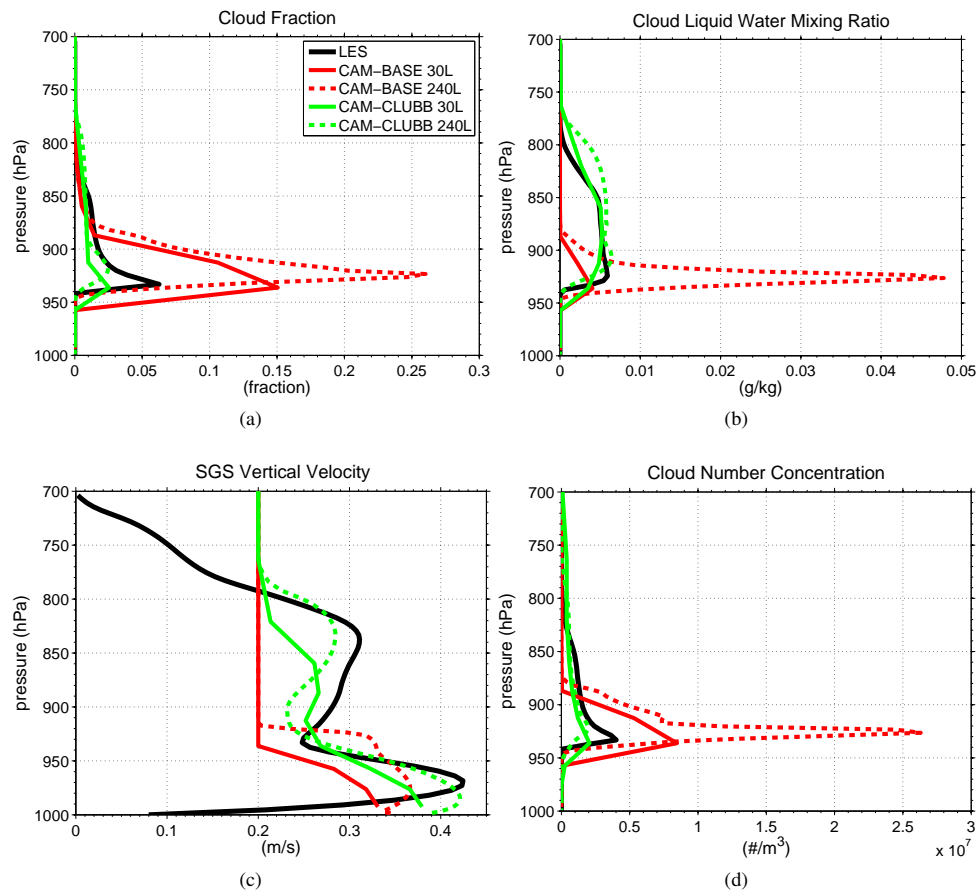 Cloud Fraction
700
750
800
850
900
950
1000
pressure (hPa)
0 0.05 0.1 0.15 0.2 0.25 0.3
(fraction)
LES
CAM−BASE 30L
CAM−BASE 240L
CAM−CLUBB 30L
CAM−CLUBB 240L
(a)
Cloud Liquid Water Mixing Ratio
700
750
800
850
900
950
1000
pressure (hPa)
0 0.01 0.02 0.03 0.04 0.05
(g/kg)
(b)
SGS Vertical Velocity
700
750
800
850
900
950
1000
pressure (hPa)
0 0.1 0.2 0.3 0.4
(m/s)
(c)
Cloud Number Concentration
700
750
800
850
900
950
1000
pressure (hPa)
0 0.5 1 1.5 2 2.5 3
x 10⁷
(#/m³)
(d)